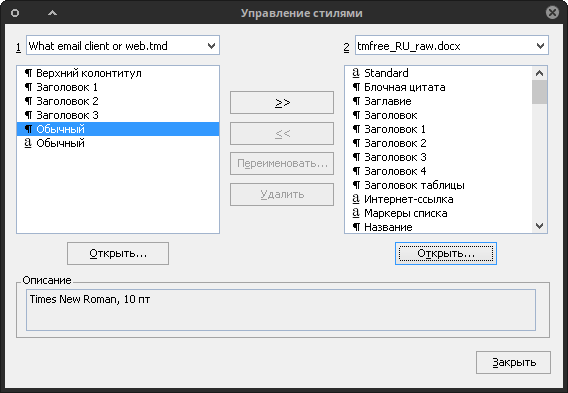 Управление стилями
1 What email client or web.tmd
2 tmfree_RU_raw.docx
¶ Верхний колонтитул
¶ Заголовок 1
¶ Заголовок 2
¶ Заголовок 3
¶ Обычный
a Обычный
>>
<<
Переименовать...
Удалить
a Standard
¶ Блочная цитата
¶ Заглавие
¶ Заголовок
¶ Заголовок 1
¶ Заголовок 2
¶ Заголовок 3
¶ Заголовок 4
¶ Заголовок таблицы
a Интернет-ссылка
a Маркеры списка
¶ Название
Открыть...
Открыть...
Описание
Times New Roman, 10 пт
Закрыть